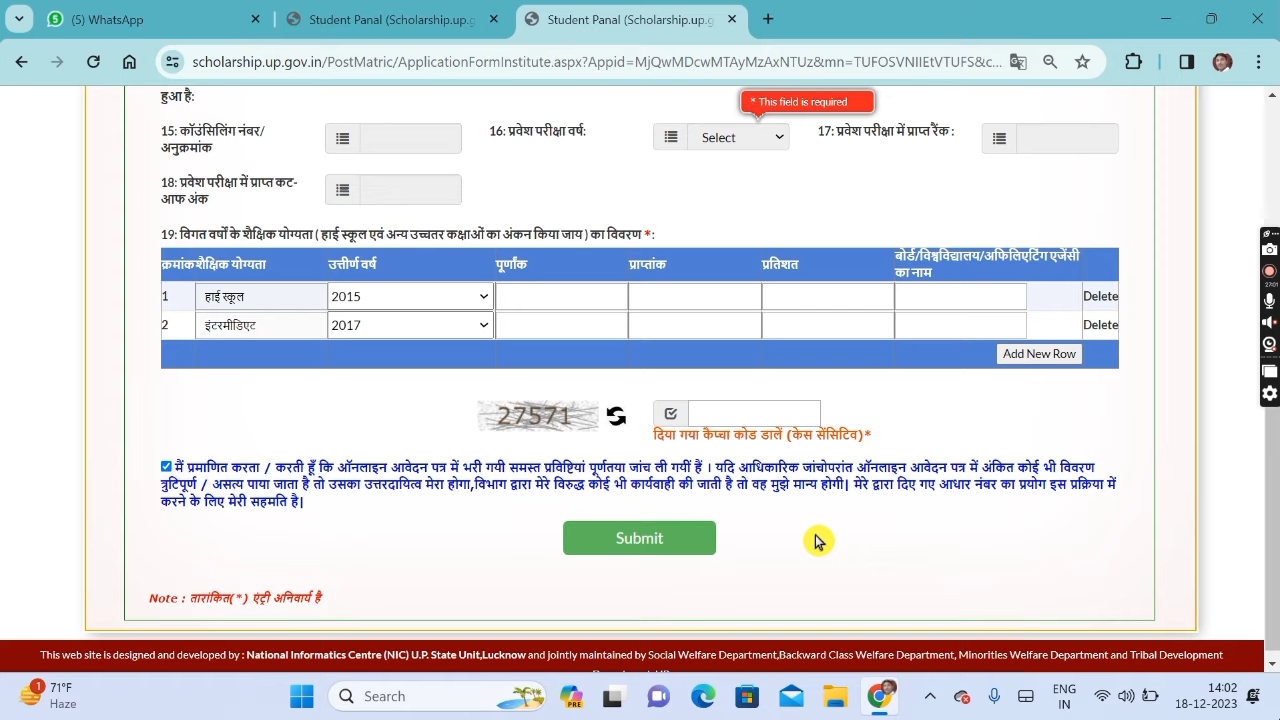 (5) WhatsApp
Student Panal (Scholarship.up.g
Student Panal (Scholarship.up.g
scholarship.up.gov.in/PostMatric/ApplicationFormInstitute.aspx?Appid=MjQwMDcwMTAyMzAxNTUz&mn=TUFOSVNIIEtVTUFS&c...
हुआ है:
* This field is required
15: कॉउंसिलिंग नंबर/
अनुक्रमांक
16: प्रवेश परीक्षा वर्ष:
Select
17: प्रवेश परीक्षा में प्राप्त रैंक :
18: प्रवेश परीक्षा में प्राप्त कट-
आफ अंक
19: विगत वर्षों के शैक्षिक योग्यता ( हाई स्कूल एवं अन्य उच्चतर कक्षाओं का अंकन किया जाय ) का विवरण *:
क्रमांक शैक्षिक योग्यता उत्तीर्ण वर्ष पूर्णांक प्राप्तांक प्रतिशत बोर्ड/विश्वविद्यालय/अफिलिएटिंग एजेंसी
का नाम
1 हाई स्कूल 2015 Delete
2 इंटरमीडिएट 2017 Delete
Add New Row
27571
दिया गया कैप्चा कोड डालें (केस सेंसिटिव)*
मैं प्रमाणित करता / करती हूँ कि ऑनलाइन आवेदन पत्र में भरी गयी समस्त प्रविष्टियां पूर्णतया जांच ली गयीं हैं । यदि आधिकारिक जांचोपरांत ऑनलाइन आवेदन पत्र में अंकित कोई भी विवरण
त्रुटिपूर्ण / असत्य पाया जाता है तो उसका उत्तरदायित्व मेरा होगा,विभाग द्वारा मेरे विरुद्ध कोई भी कार्यवाही की जाती है तो वह मुझे मान्य होगी| मेरे द्वारा दिए गए आधार नंबर का प्रयोग इस प्रक्रिया में
करने के लिए मेरी सहमति है|
Submit
Note : तारांकित(*) एंट्री अनिवार्य है
This web site is designed and developed by : National Informatics Centre (NIC) U.P. State Unit,Lucknow and jointly maintained by Social Welfare Department,Backward Class Welfare Department, Minorities Welfare Department and Tribal Development
1
71°F
Haze
Search
PRE
ENG
IN
14:02
18-12-2023
2701